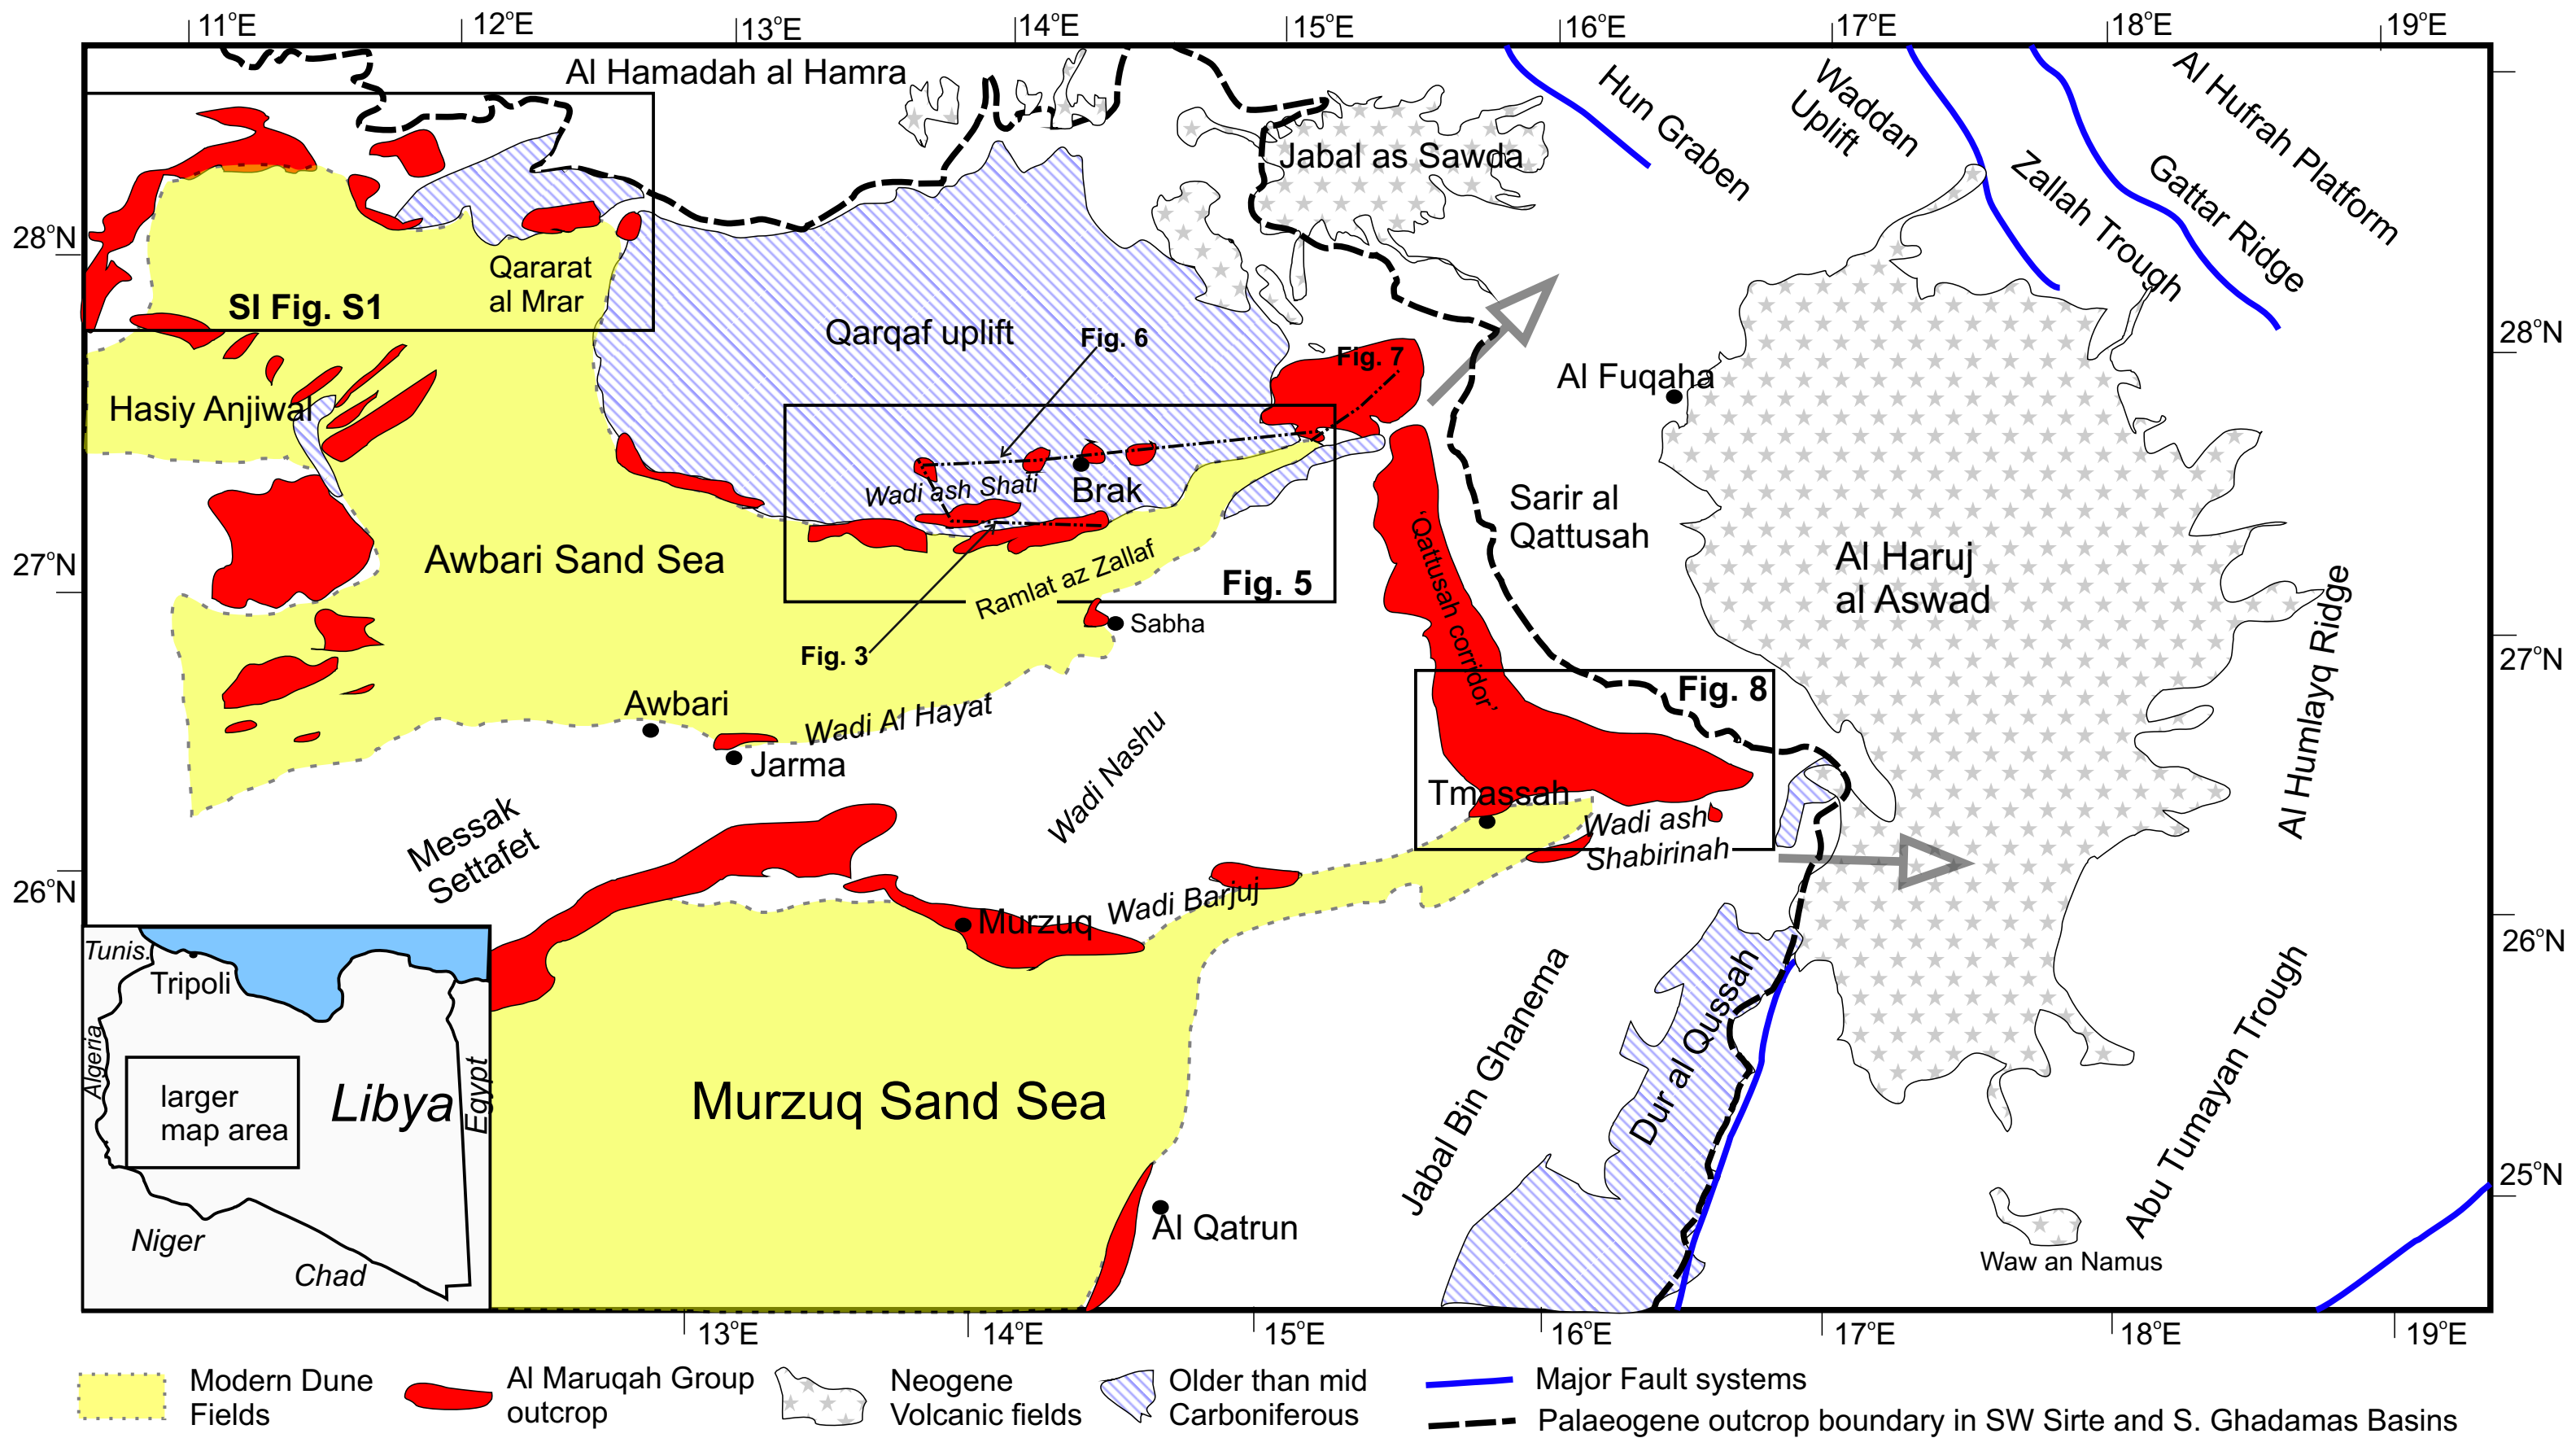 11°E
12°E
13°E
14°E
15°E
16°E
17°E
18°E
19°E
Al Hamadah al Hamra
Hun Graben
Waddan
Uplift
Zallah Trough
Gattar Ridge
Al Hufrah Platform
Jabal as Sawda
28°N
Qararat
al Mrar
SI Fig. S1
Qarqaf uplift
Fig. 6
Fig. 7
28°N
Al Fuqaha
Hasiy Anjiwal
Wadi ash Shati
Brak
Sarir al
Qattusah
'Qattusah corridor'
Al Haruj
al Aswad
27°N
Awbari Sand Sea
Ramlat az Zallaf
Fig. 5
Sabha
Fig. 3
27°N
Al Humlayq Ridge
Fig. 8
Awbari
Wadi Al Hayat
Jarma
Wadi Nashu
Tmassah
Wadi ash
Shabirinah
Messak
Settafet
26°N
Murzuq
Wadi Barjuj
26°N
Jabal Bin Ghanema
Dur al Qussah
Abu Tumayan Trough
Murzuq Sand Sea
Al Qatrun
25°N
Waw an Namus
Tunis.
Tripoli
Algeria
larger
map area
Libya
Egypt
Niger
Chad
13°E
14°E
15°E
16°E
17°E
18°E
19°E
Modern Dune
Fields
Al Maruqah Group
outcrop
Neogene
Volcanic fields
Older than mid
Carboniferous
Major Fault systems
Palaeogene outcrop boundary in SW Sirte and S. Ghadamas Basins